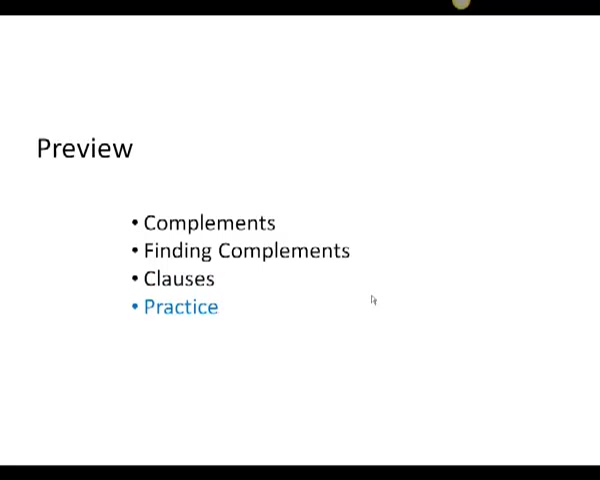 Preview
• Complements
• Finding Complements
• Clauses
• Practice